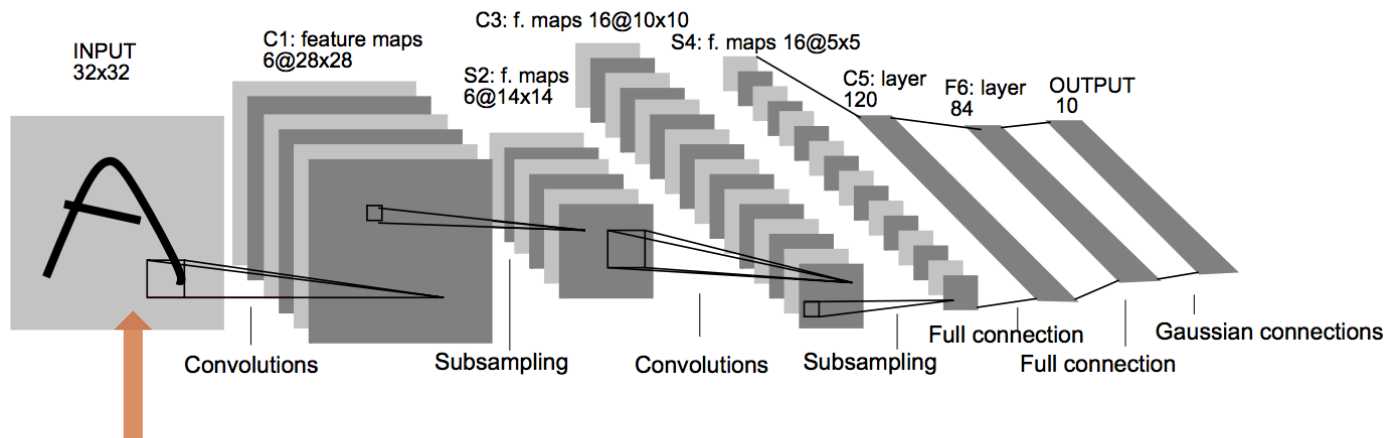 INPUT
32x32
C1: feature maps
6@28x28
S2: f. maps
6@14x14
C3: f. maps 16@10x10
S4: f. maps 16@5x5
C5: layer
120
F6: layer
84
OUTPUT
10
A
Convolutions
Subsampling
Convolutions
Subsampling
Full connection
Full connection
Gaussian connections